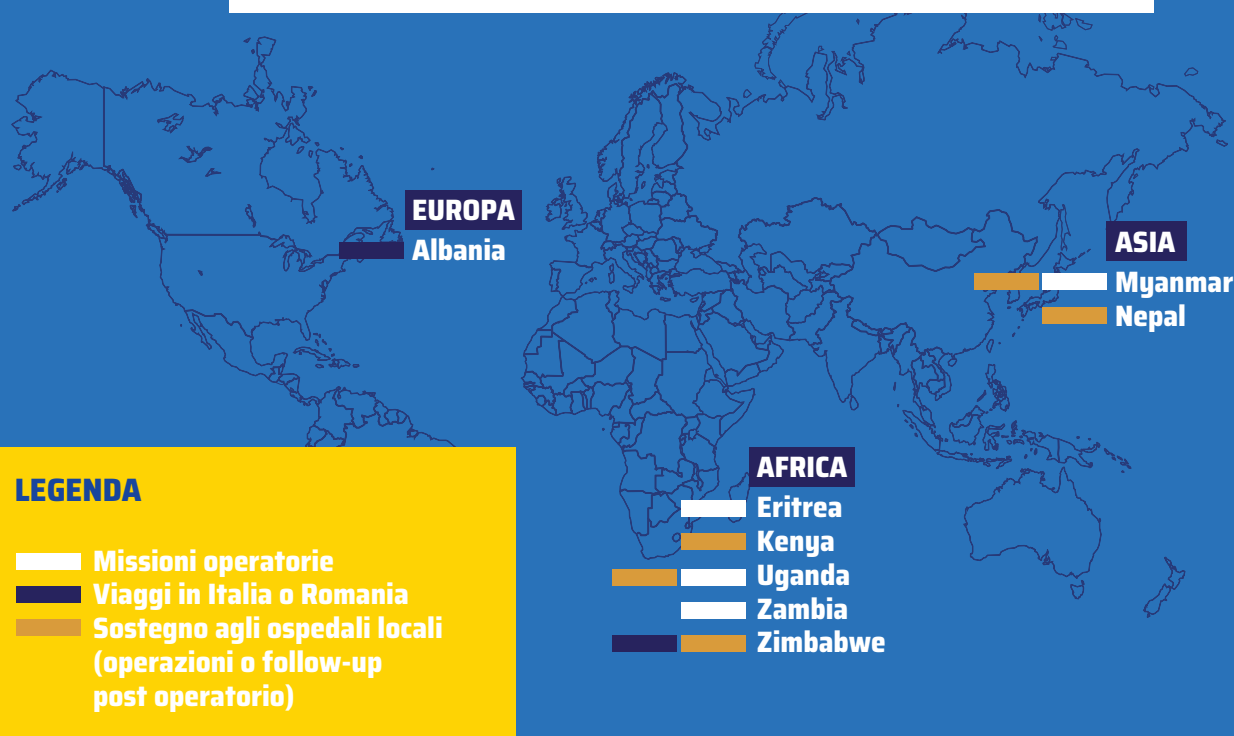 EUROPA
Albania
ASIA
Myanmar
Nepal
AFRICA
Eritrea
Kenya
Uganda
Zambia
Zimbabwe
LEGENDA
Missioni operatorie
Viaggi in Italia o Romania
Sostegno agli ospedali locali
(operazioni o follow-up
post operatorio)